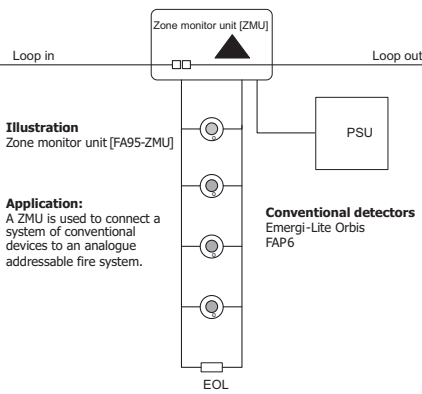 Zone monitor unit [ZMU]
Loop in
Loop out
Illustration
Zone monitor unit [FA95-ZMU]
PSU
Application:
A ZMU is used to connect a
system of conventional
devices to an analogue
addressable fire system.
Conventional detectors
Emergi-Lite Orbis
FAP6
EOL